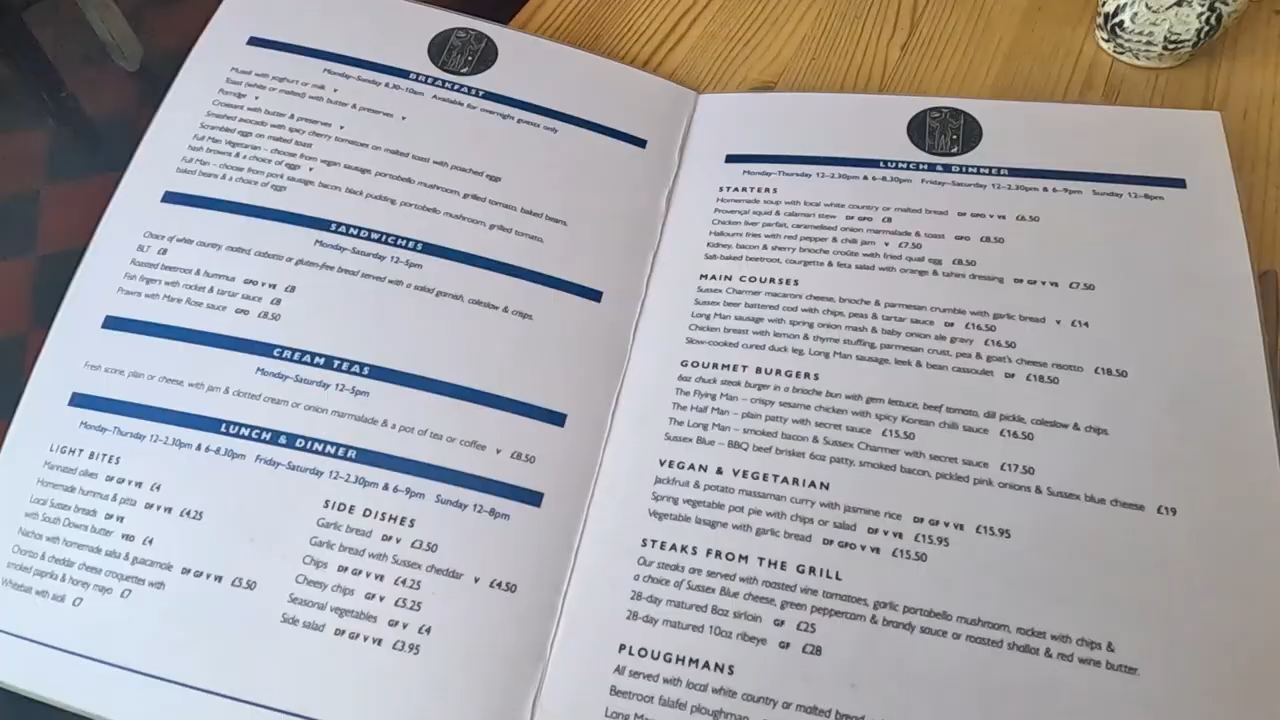 BREAKFAST
Monday–Sunday 8.30–10am Available for overnight guests only
Muesli with yoghurt or milk v
Toast (white or malted) with butter & preserves v
Porridge v
Croissant with butter & preserves v
Smashed avocado with spicy cherry tomatoes on malted toast with poached eggs
Scrambled eggs on malted toast
Full Man Vegetarian – choose from vegan sausage, portobello mushroom, grilled tomato, baked beans,
hash browns & a choice of eggs v
Full Man – choose from pork sausage, bacon, black pudding, portobello mushroom, grilled tomato,
baked beans & a choice of eggs
SANDWICHES
Monday–Saturday 12–5pm
Choice of white country, malted, ciabatta or gluten-free bread served with a salad garnish, coleslaw & crisps.
BLT £8
Roasted beetroot & hummus GFO V VE £8
Fish fingers with rocket & tartar sauce £8
Prawns with Marie Rose sauce GFO £8.50
CREAM TEAS
Monday–Saturday 12–5pm
Fresh scone, plain or cheese, with jam & clotted cream or onion marmalade & a pot of tea or coffee v £8.50
LUNCH & DINNER
Monday–Thursday 12–2.30pm & 6–8.30pm Friday–Saturday 12–2.30pm & 6–9pm Sunday 12–8pm
LIGHT BITES
Marinated olives DF GF V VE £4
Homemade hummus & pitta DF V VE £4.25
Local Sussex breads DF VE
with South Downs butter VEO £4
Nachos with homemade salsa & guacamole DF GF V VE £5.50
Chorizo & cheddar cheese croquettes with
smoked paprika & honey mayo £7
Whitebait with aioli £7
SIDE DISHES
Garlic bread DF V £3.50
Garlic bread with Sussex cheddar V £4.50
Chips DF GF V VE £4.25
Cheesy chips GF V £5.25
Seasonal vegetables GF V £4
Side salad DF GF V VE £3.95
LUNCH & DINNER
Monday–Thursday 12–2.30pm & 6–8.30pm Friday–Saturday 12–2.30pm & 6–9pm Sunday 12–8pm
STARTERS
Homemade soup with local white country or malted bread DF GFO V VE £6.50
Provençal squid & calamari stew DF GFO £8
Chicken liver parfait, caramelised onion marmalade & toast GFO £8.50
Halloumi fries with red pepper & chilli jam V £7.50
Kidney, bacon & sherry brioche croûte with fried quail egg £8.50
Salt-baked beetroot, courgette & feta salad with orange & tahini dressing DF GF V VE £7.50
MAIN COURSES
Sussex Charmer macaroni cheese, brioche & parmesan crumble with garlic bread V £14
Sussex beer battered cod with chips, peas & tartar sauce DF £16.50
Long Man sausage with spring onion mash & baby onion ale gravy £16.50
Chicken breast with lemon & thyme stuffing, parmesan crust, pea & goat's cheese risotto £18.50
Slow-cooked cured duck leg, Long Man sausage, leek & bean cassoulet DF £18.50
GOURMET BURGERS
6oz chuck steak burger in a brioche bun with gem lettuce, beef tomato, dill pickle, coleslaw & chips.
The Flying Man – crispy sesame chicken with spicy Korean chilli sauce £16.50
The Half Man – plain patty with secret sauce £15.50
The Long Man – smoked bacon & Sussex Charmer with secret sauce £17.50
Sussex Blue – BBQ beef brisket 6oz patty, smoked bacon, pickled pink onions & Sussex blue cheese £19
VEGAN & VEGETARIAN
Jackfruit & potato massaman curry with jasmine rice DF GF V VE £15.95
Spring vegetable pot pie with chips or salad DF V VE £15.95
Vegetable lasagne with garlic bread DF GFO V VE £15.50
STEAKS FROM THE GRILL
Our steaks are served with roasted vine tomatoes, garlic portobello mushroom, rocket with chips &
a choice of Sussex Blue cheese, green peppercorn & brandy sauce or roasted shallot & red wine butter.
28-day matured 8oz sirloin GF £25
28-day matured 10oz ribeye GF £28
PLOUGHMANS
All served with local white country or malted bread
Beetroot falafel ploughman
Long Man